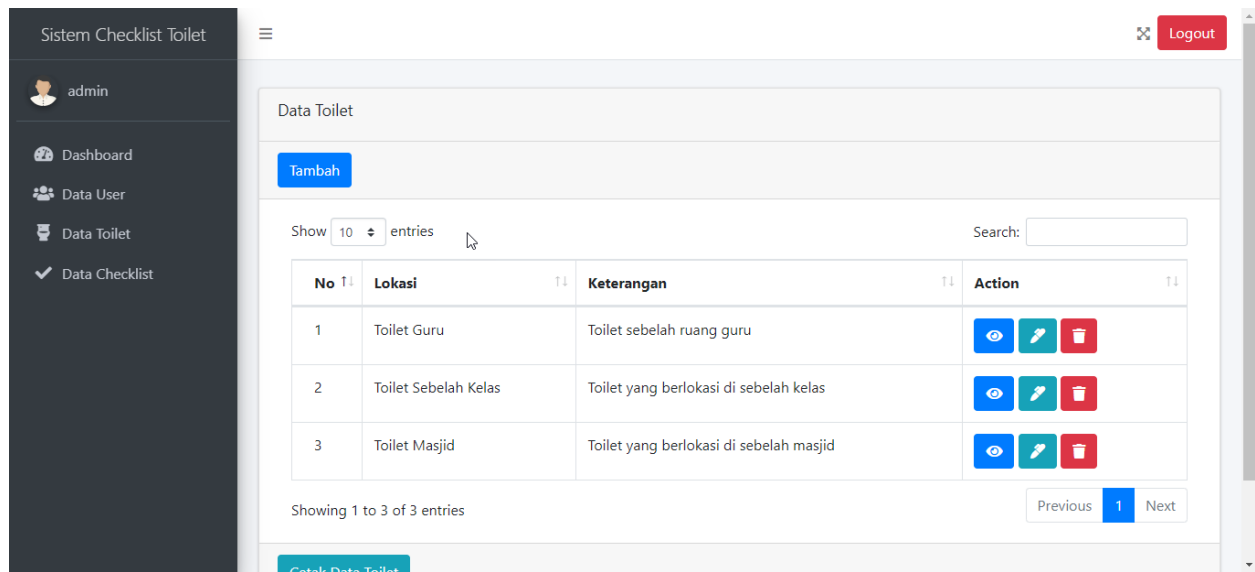 Sistem Checklist Toilet
Logout
admin
Dashboard
Data User
Data Toilet
Data Checklist
Data Toilet
Tambah
Show 10 entries
Search:
No Lokasi Keterangan Action
1 Toilet Guru Toilet sebelah ruang guru
2 Toilet Sebelah Kelas Toilet yang berlokasi di sebelah kelas
3 Toilet Masjid Toilet yang berlokasi di sebelah masjid
Showing 1 to 3 of 3 entries
Previous 1 Next
Cetak Data Toilet